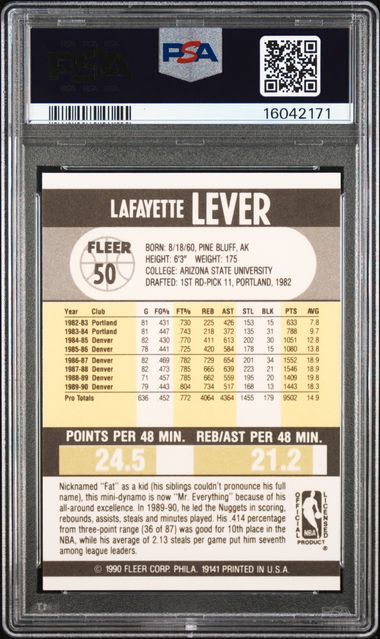 PSA
16042171
LAFAYETTE LEVER
FLEER
50
BORN: 8/18/60, PINE BLUFF, AK
HEIGHT: 6'3" WEIGHT: 175
COLLEGE: ARIZONA STATE UNIVERSITY
DRAFTED: 1ST RD-PICK 11, PORTLAND, 1982
Year Club G FG% FT% REB AST STL BLK PTS AVG
1982-83 Portland 81 431 730 225 426 153 15 633 7.8
1983-84 Portland 81 447 743 218 372 135 31 788 9.7
1984-85 Denver 82 430 770 411 613 202 30 1051 12.8
1985-86 Denver 78 441 725 420 584 178 15 1080 13.8
1986-87 Denver 82 469 782 729 654 201 34 1552 18.9
1987-88 Denver 82 473 785 665 639 223 21 1546 18.9
1988-89 Denver 71 457 785 662 559 195 20 1409 19.8
1989-90 Denver 79 443 804 734 517 168 13 1443 18.3
Pro Totals 636 452 772 4064 4364 1455 179 9502 14.9
POINTS PER 48 MIN. REB/AST PER 48 MIN.
24.5 21.2
Nicknamed "Fat" as a kid (his siblings couldn't pronounce his full
name), this mini-dynamo is now "Mr. Everything" because of his
all-around excellence. In 1989-90, he led the Nuggets in scoring,
rebounds, assists, steals and minutes played. His .414 percentage
from three-point range (36 of 87) was good for 10th place in the
NBA, while his average of 2.13 steals per game put him seventh
among league leaders.
OFFICIAL LICENSED
NBA
PRODUCT
© 1990 FLEER CORP. PHILA. 19141 PRINTED IN U.S.A.